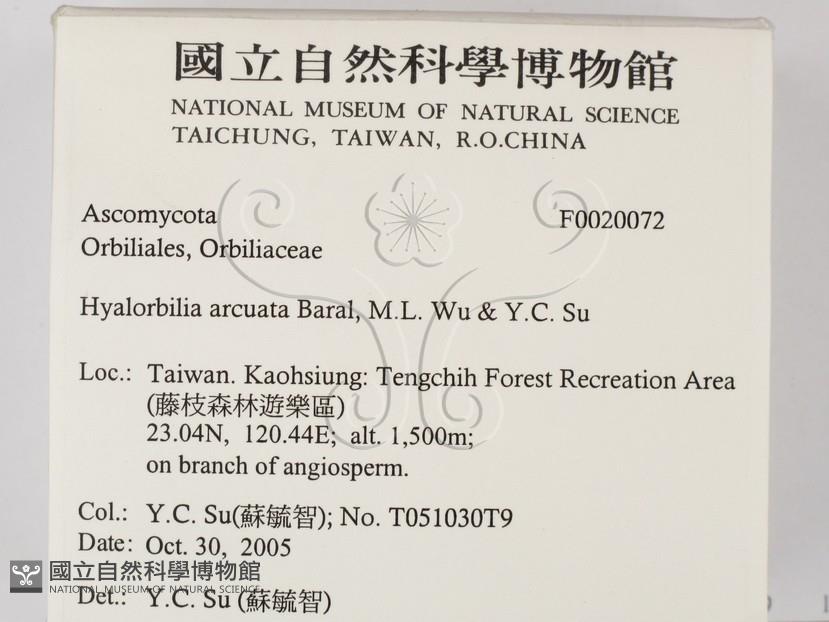 國立自然科學博物館
NATIONAL MUSEUM OF NATURAL SCIENCE
TAICHUNG, TAIWAN, R.O.CHINA
Ascomycota F0020072
Orbiliales, Orbiliaceae
Hyalorbilia arcuata Baral, M.L. Wu & Y.C. Su
Loc.: Taiwan. Kaohsiung: Tengchih Forest Recreation Area
(藤枝森林遊樂區)
23.04N, 120.44E; alt. 1,500m;
on branch of angiosperm.
Col.: Y.C. Su(蘇毓智); No. T051030T9
Date: Oct. 30, 2005
國立自然科學博物館
NATIONAL MUSEUM OF NATURAL SCIENCE
Det.: Y.C. Su (蘇毓智)